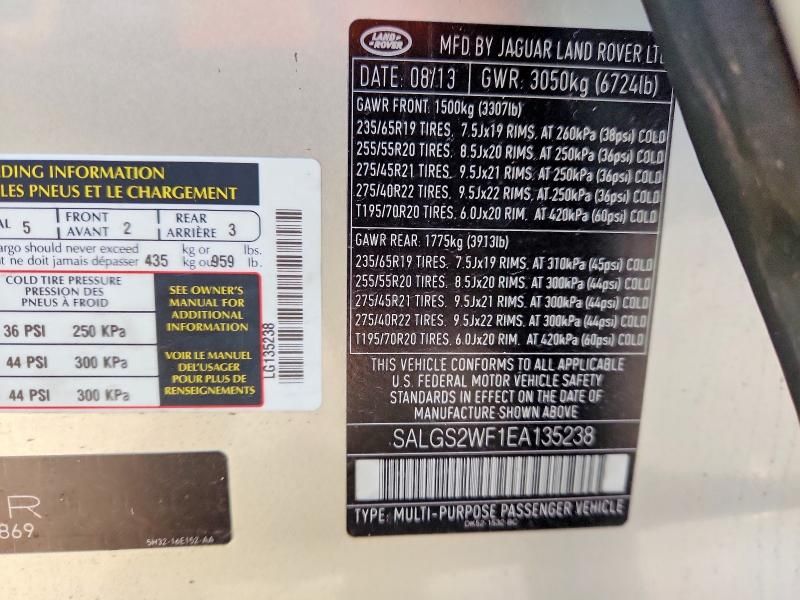 DING INFORMATION
LES PNEUS ET LE CHARGEMENT
AL 5 FRONT AVANT 2 REAR ARRIÈRE 3
argo should never exceed kg or lbs.
nt ne doit jamais dépasser 435 kg ou 959 lb.
COLD TIRE PRESSURE
PRESSION DES
PNEUS À FROID
36 PSI 250 KPa
44 PSI 300 KPa
44 PSI 300 KPa
SEE OWNER'S
MANUAL FOR
ADDITIONAL
INFORMATION
VOIR LE MANUEL
DEL'USAGER
POUR PLUS DE
RENSEIGNEMENTS
LG135238
R
869
5H32-16E152-AA
LAND
ROVER
MFD BY JAGUAR LAND ROVER LT
DATE: 08/13 GWR: 3050kg (6724lb)
GAWR FRONT: 1500kg (3307lb)
235/65R19 TIRES, 7.5Jx19 RIMS, AT 260kPa (38psi) COLD
255/55R20 TIRES, 8.5Jx20 RIMS, AT 250kPa (36psi) COLD
275/45R21 TIRES, 9.5Jx21 RIMS, AT 250kPa (36psi) COLD
275/40R22 TIRES, 9.5Jx22 RIMS, AT 250kPa (36psi) COLD
T195/70R20 TIRES, 6.0Jx20 RIM, AT 420kPa (60psi) COLD
GAWR REAR: 1775kg (3913lb)
235/65R19 TIRES, 7.5Jx19 RIMS, AT 310kPa (45psi) COLD
255/55R20 TIRES, 8.5Jx20 RIMS, AT 300kPa (44psi) COLD
275/45R21 TIRES, 9.5Jx21 RIMS, AT 300kPa (44psi) COLD
275/40R22 TIRES, 9.5Jx22 RIMS, AT 300kPa (44psi) COLD
T195/70R20 TIRES, 6.0Jx20 RIM, AT 420kPa (60psi) COLD
THIS VEHICLE CONFORMS TO ALL APPLICABLE
U.S. FEDERAL MOTOR VEHICLE SAFETY
STANDARDS IN EFFECT ON THE DATE OF
MANUFACTURE SHOWN ABOVE
SALGS2WF1EA135238
TYPE: MULTI-PURPOSE PASSENGER VEHICLE
DK52-1532-BC